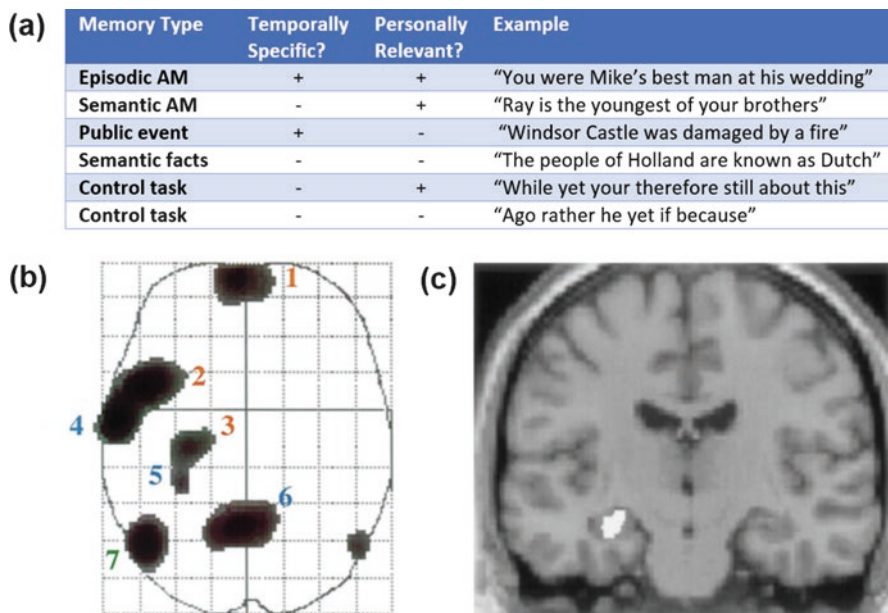 (a)
Memory Type Temporally Personally Example
Specific? Relevant?
Episodic AM + + “You were Mike’s best man at his wedding”
Semantic AM - + “Ray is the youngest of your brothers”
Public event + - “Windsor Castle was damaged by a fire”
Semantic facts - - “The people of Holland are known as Dutch”
Control task - + “While yet your therefore still about this”
Control task - - “Ago rather he yet if because”
(b) (c)
1
2
4
3
5
6
7